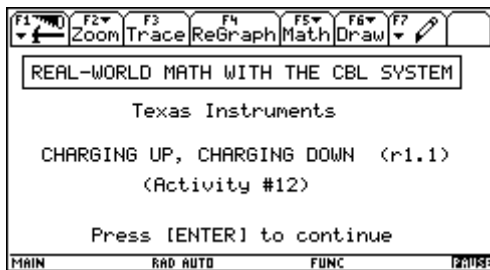 F1 F2 F3 F4 F5 F6 F7
Zoom Trace ReGraph Math Draw
REAL-WORLD MATH WITH THE CBL SYSTEM
Texas Instruments
CHARGING UP, CHARGING DOWN (r1.1)
(Activity #12)
Press [ENTER] to continue
MAIN RAD AUTO FUNC PAUSE